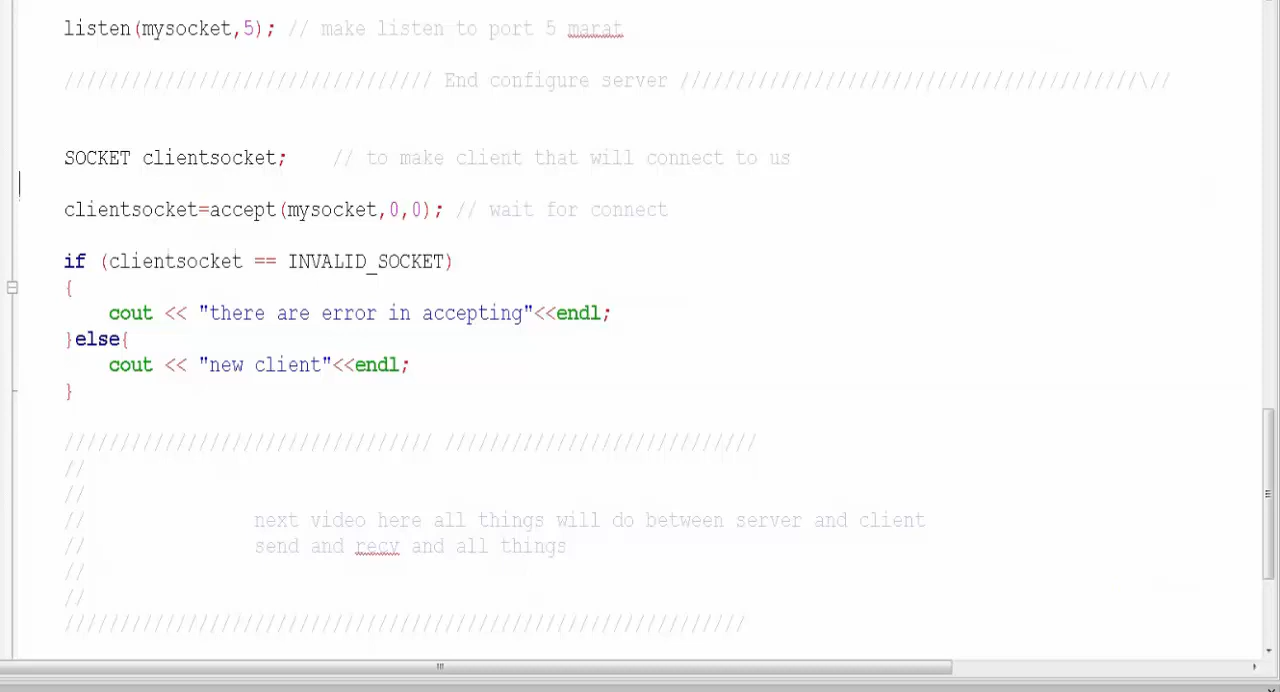 listen(mysocket,5); // make listen to port 5 marat
///////////////////////////////// End configure server /////////////////////////////////////////\//
SOCKET clientsocket; // to make client that will connect to us
clientsocket=accept(mysocket,0,0); // wait for connect
if (clientsocket == INVALID_SOCKET)
{
cout << "there are error in accepting"<<endl;
}else{
cout << "new client"<<endl;
}
///////////////////////////////// ////////////////////////////
//
//
// next video here all things will do between server and client
// send and recv and all things
//
//
/////////////////////////////////////////////////////////////